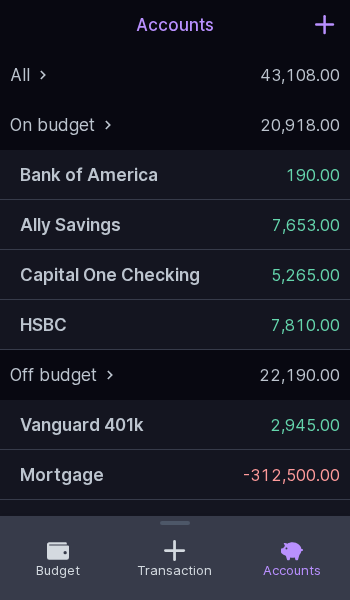 Accounts
All 43,108.00
On budget 20,918.00
Bank of America 190.00
Ally Savings 7,653.00
Capital One Checking 5,265.00
HSBC 7,810.00
Off budget 22,190.00
Vanguard 401k 2,945.00
Mortgage -312,500.00
Budget Transaction Accounts